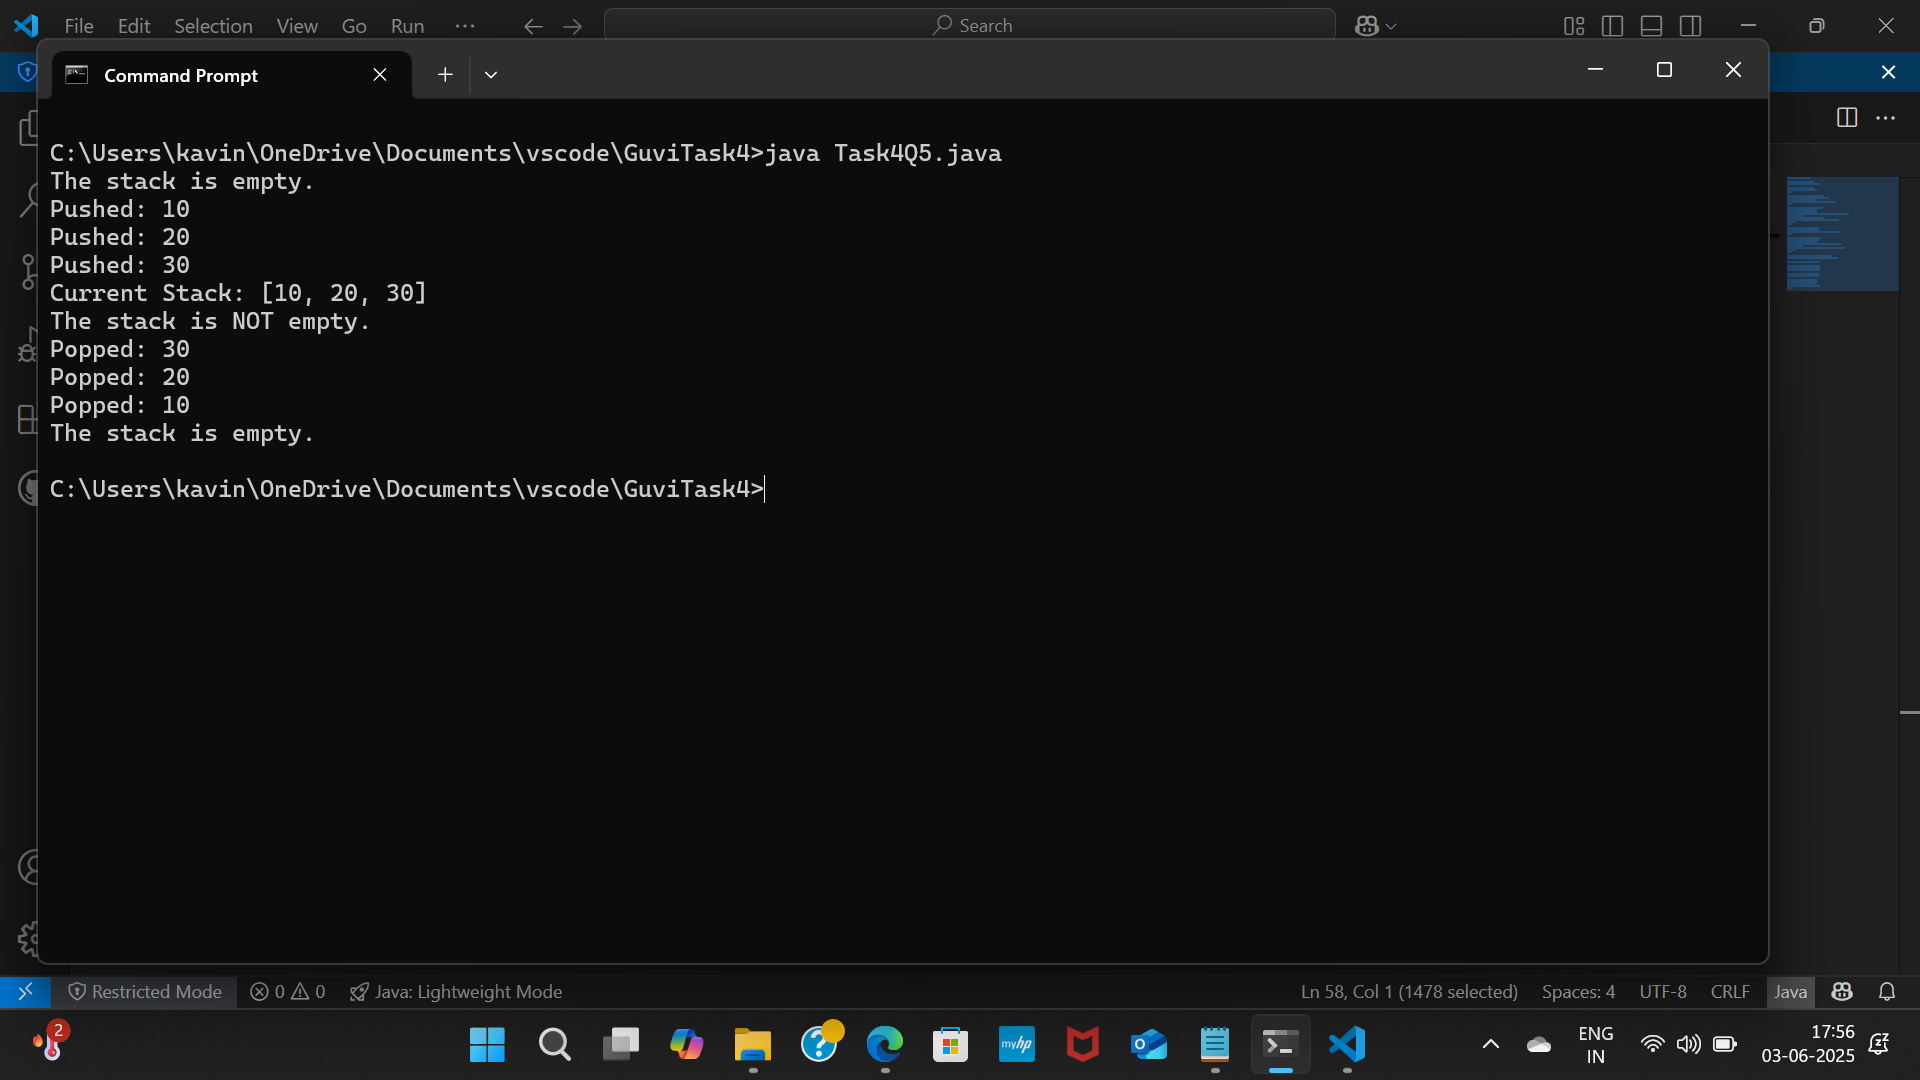 File Edit Selection View Go Run ··· Search
Command Prompt
C:\Users\kavin\OneDrive\Documents\vscode\GuviTask4>java Task4Q5.java
The stack is empty.
Pushed: 10
Pushed: 20
Pushed: 30
Current Stack: [10, 20, 30]
The stack is NOT empty.
Popped: 30
Popped: 20
Popped: 10
The stack is empty.
C:\Users\kavin\OneDrive\Documents\vscode\GuviTask4>
Restricted Mode 0 0 Java: Lightweight Mode Ln 58, Col 1 (1478 selected) Spaces: 4 UTF-8 CRLF Java
2 myhp ENG 17:56
IN 03-06-2025